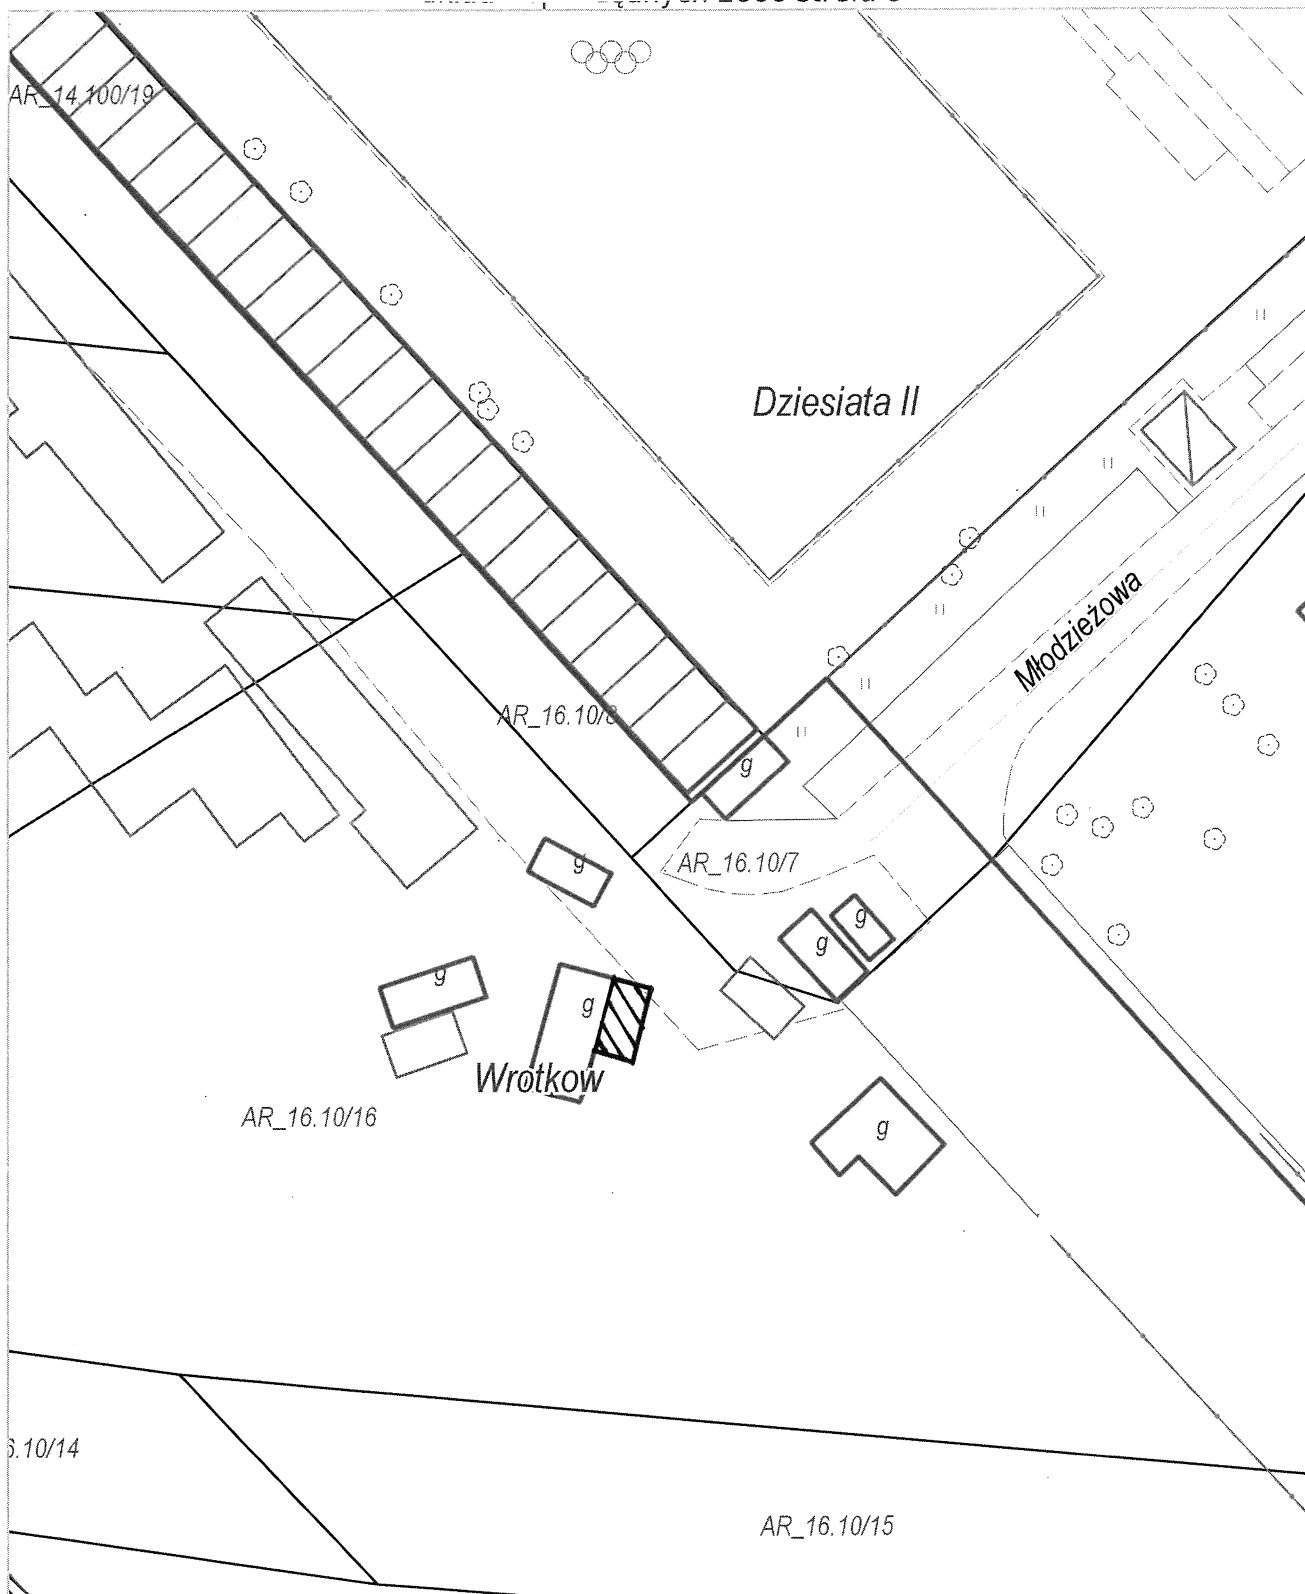 AR_14.100/19
Dziesiata II
Młodzieżowa
AR_16.10/8
g
AR_16.10/7
g
g
g
g
g
Wrotkow
AR_16.10/16
g
6.10/14
AR_16.10/15